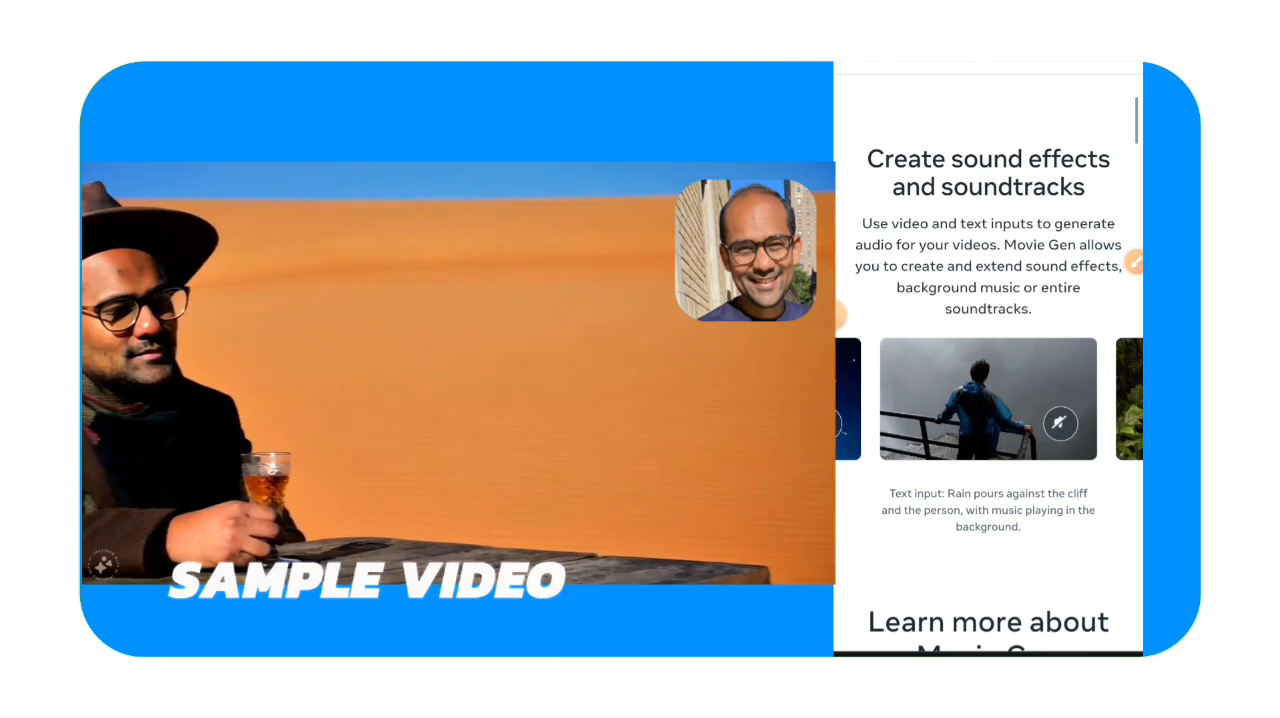 Create sound effects
and soundtracks
Use video and text inputs to generate
audio for your videos. Movie Gen allows
you to create and extend sound effects,
background music or entire
soundtracks.
Text input: Rain pours against the cliff
and the person, with music playing in the
background.
SAMPLE VIDEO
Learn more about